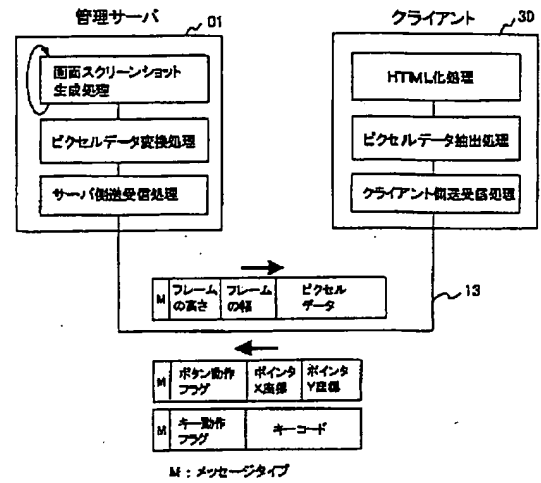 管理サーバ
01
画面スクリーンショット
生成処理
ピクセルデータ変換処理
サーバ側送受信処理
クライアント
30
HTML化処理
ピクセルデータ抽出処理
クライアント側送受信処理
M
フレーム
の高さ
フレーム
の幅
ピクセル
データ
13
M
ボタン動作
フラグ
ポインタ
X座標
ポインタ
Y座標
M
キー動作
フラグ
キーコード
M:メッセージタイプ